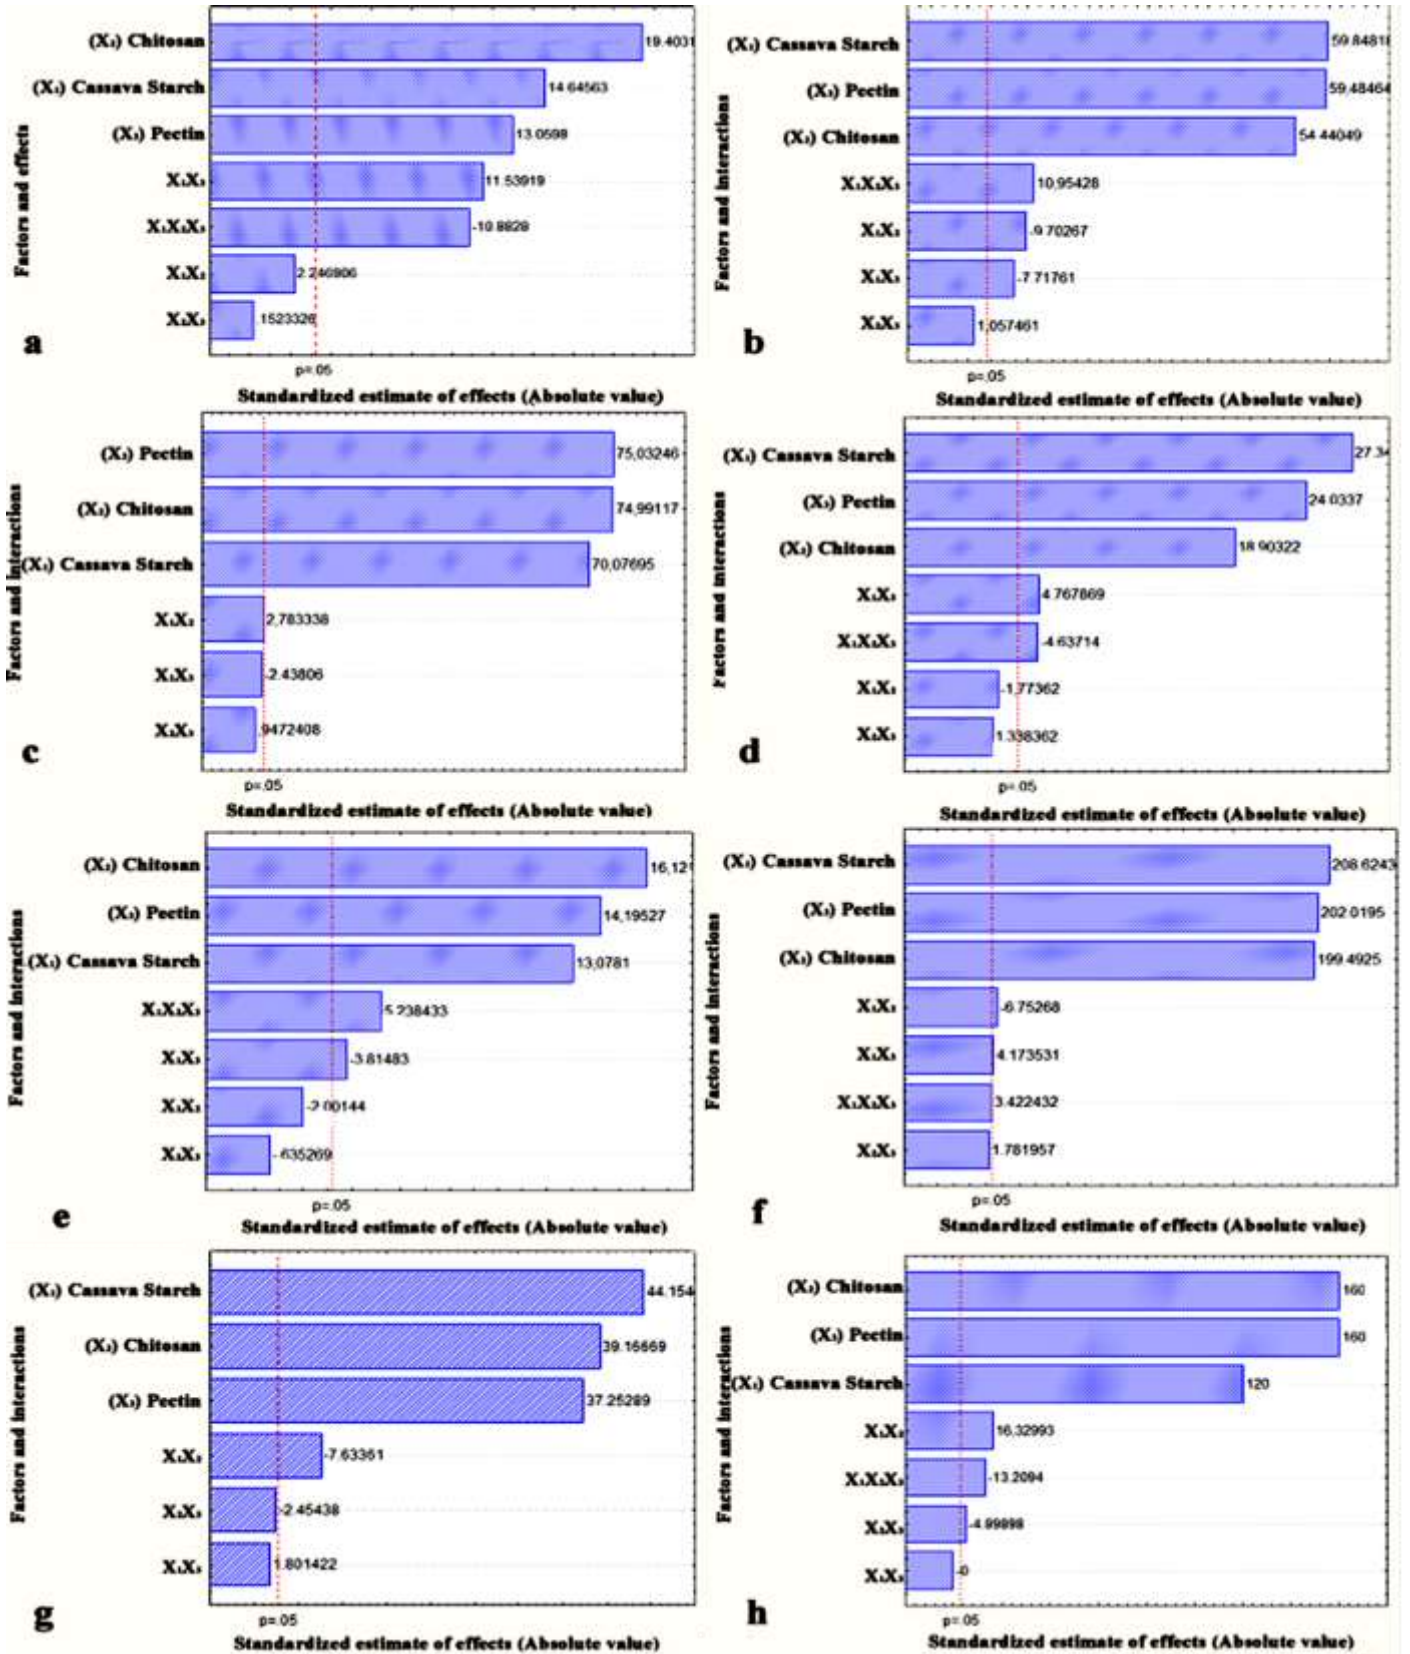 Factors and effects
(X₂) Chitosan 19.4031
(X₁) Cassava Starch 14.64563
(X₃) Pectin 13.0598
X₁X₃ 11.53919
X₁X₂X₃ -10.8828
X₁X₂ 2.246906
X₂X₃ .1523326
a
p=.05
Standardized estimate of effects (Absolute value)
Factors and interactions
(X₁) Cassava Starch 59.84818
(X₃) Pectin 59.48464
(X₂) Chitosan 54.44049
X₁X₂X₃ 10.95428
X₁X₂ -9.70267
X₁X₃ -7.71761
X₂X₃ 1.057461
b
p=.05
Standardized estimate of effects (Absolute value)
Factors and interactions
(X₃) Pectin 75,03246
(X₂) Chitosan 74,99117
(X₁) Cassava Starch 70,07695
X₁X₂ 2,783338
X₁X₃ -2.43806
X₂X₃ ,9472408
c
p=.05
Standardized estimate of effects (Absolute value)
Factors and interactions
(X₁) Cassava Starch 27.34
(X₃) Pectin 24.0337
(X₂) Chitosan 18.90322
X₁X₃ 4.767869
X₁X₂X₃ -4.63714
X₁X₂ -1.77362
X₂X₃ 1.338362
d
p=.05
Standardized estimate of effects (Absolute value)
Factors and interactions
(X₂) Chitosan 16,12
(X₃) Pectin 14,19527
(X₁) Cassava Starch 13,0781
X₁X₂X₃ 5.238433
X₁X₃ -3.81483
X₁X₂ -2.00144
X₂X₃ -.635269
e
p=.05
Standardized estimate of effects (Absolute value)
Factors and interactions
(X₁) Cassava Starch 208.6243
(X₃) Pectin 202.0195
(X₂) Chitosan 199.4925
X₁X₂ -6.75268
X₁X₃ 4.173531
X₁X₂X₃ 3.422432
X₂X₃ 1.781957
f
p=.05
Standardized estimate of effects (Absolute value)
Factors and interactions
(X₁) Cassava Starch 44.154
(X₂) Chitosan 39.16669
(X₃) Pectin 37.25289
X₁X₂ -7.63361
X₂X₃ -2.45438
X₁X₃ 1.801422
g
p=.05
Standardized estimate of effects (Absolute value)
Factors and interactions
(X₂) Chitosan 160
(X₃) Pectin 160
(X₁) Cassava Starch 120
X₁X₂ 16.32993
X₁X₂X₃ -13.2094
X₂X₃ -4.99898
X₁X₃ -0
h
p=.05
Standardized estimate of effects (Absolute value)